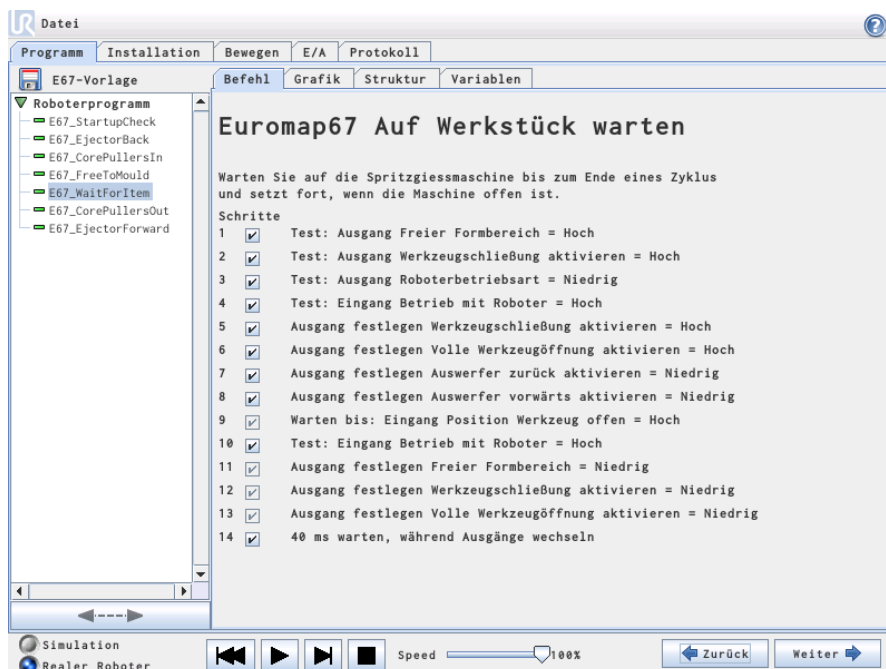 UR Datei
?
Programm Installation Bewegen E/A Protokoll
E67-Vorlage
Befehl Grafik Struktur Variablen
Roboterprogramm
E67_StartupCheck
E67_EjectorBack
E67_CorePullersIn
E67_FreeToMould
E67_WaitForItem
E67_CorePullersOut
E67_EjectorForward
Euromap67 Auf Werkstück warten
Warten Sie auf die Spritzgiessmaschine bis zum Ende eines Zyklus
und setzt fort, wenn die Maschine offen ist.
Schritte
1 Test: Ausgang Freier Formbereich = Hoch
2 Test: Ausgang Werkzeugschließung aktivieren = Hoch
3 Test: Ausgang Roboterbetriebsart = Niedrig
4 Test: Eingang Betrieb mit Roboter = Hoch
5 Ausgang festlegen Werkzeugschließung aktivieren = Hoch
6 Ausgang festlegen Volle Werkzeugöffnung aktivieren = Hoch
7 Ausgang festlegen Auswerfer zurück aktivieren = Niedrig
8 Ausgang festlegen Auswerfer vorwärts aktivieren = Niedrig
9 Warten bis: Eingang Position Werkzeug offen = Hoch
10 Test: Eingang Betrieb mit Roboter = Hoch
11 Ausgang festlegen Freier Formbereich = Niedrig
12 Ausgang festlegen Werkzeugschließung aktivieren = Niedrig
13 Ausgang festlegen Volle Werkzeugöffnung aktivieren = Niedrig
14 40 ms warten, während Ausgänge wechseln
Simulation
Realer Roboter
Speed 100%
Zurück
Weiter